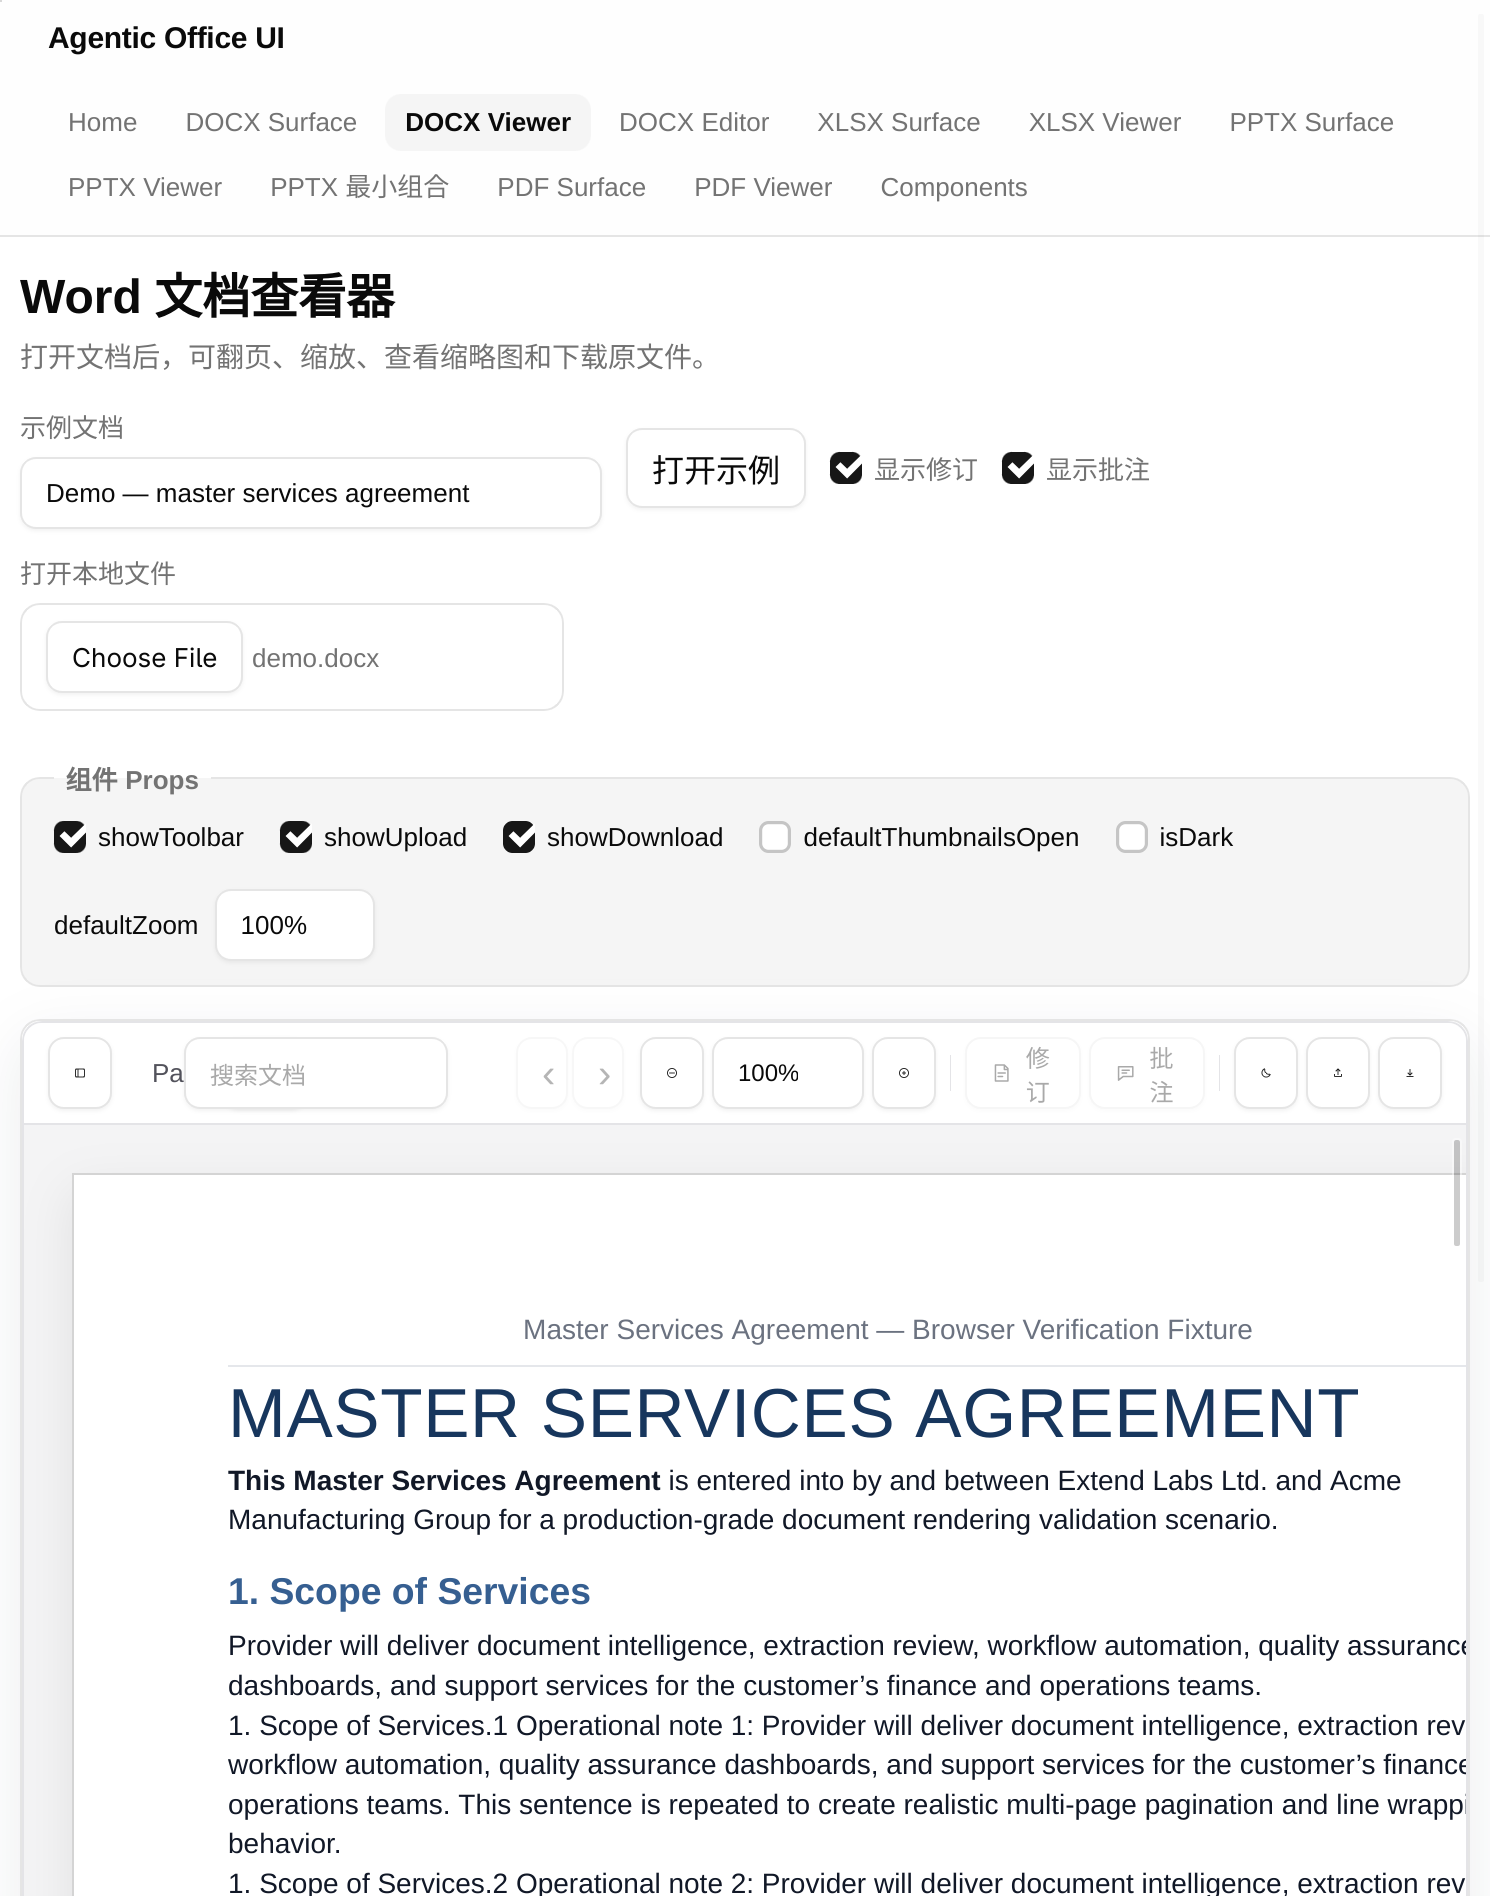 Agentic Office UI
Home DOCX Surface DOCX Viewer DOCX Editor XLSX Surface XLSX Viewer PPTX Surface
PPTX Viewer PPTX 最小组合 PDF Surface PDF Viewer Components
Word 文档查看器
打开文档后，可翻页、缩放、查看缩略图和下载原文件。
示例文档
Demo — master services agreement
打开示例
显示修订
显示批注
打开本地文件
Choose File demo.docx
组件 Props
showToolbar showUpload showDownload defaultThumbnailsOpen isDark
defaultZoom 100%
Pa 搜索文档 ‹ › 100% 修订 批注
Master Services Agreement — Browser Verification Fixture
MASTER SERVICES AGREEMENT
This Master Services Agreement is entered into by and between Extend Labs Ltd. and Acme
Manufacturing Group for a production-grade document rendering validation scenario.
1. Scope of Services
Provider will deliver document intelligence, extraction review, workflow automation, quality assurance
dashboards, and support services for the customer’s finance and operations teams.
1. Scope of Services.1 Operational note 1: Provider will deliver document intelligence, extraction rev
workflow automation, quality assurance dashboards, and support services for the customer’s finance
operations teams. This sentence is repeated to create realistic multi-page pagination and line wrappi
behavior.
1. Scope of Services.2 Operational note 2: Provider will deliver document intelligence, extraction rev